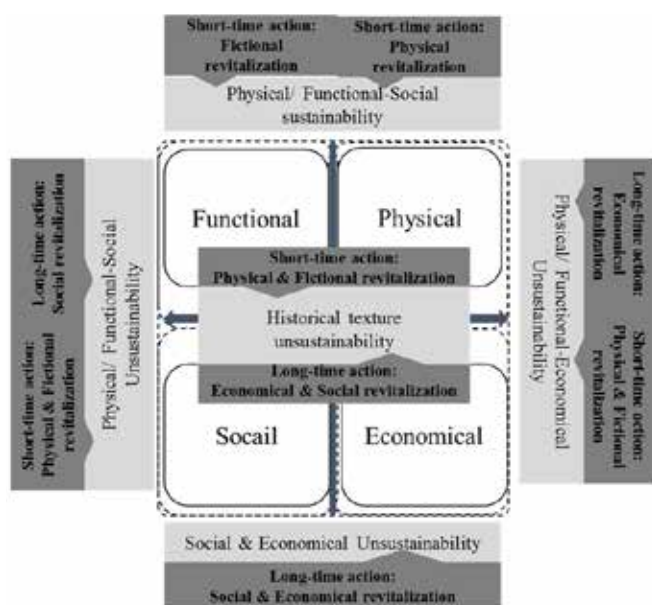 Short-time action:
Fictional
revitalization
Short-time action:
Physical
revitalization
Physical/ Functional-Social
sustainability
Long-time action:
Social revitalization
Short-time action:
Physical & Fictional
revitalization
Physical/ Functional-Social
Unsustainability
Functional
Physical
Short-time action:
Physical & Fictional revitalization
Historical texture
unsustainability
Long-time action:
Economical & Social revitalization
Socail
Economical
Physical/ Functional-Economical
Unsustainability
Long-time action:
Economical
revitalization
Short-time action:
Physical & Fictional
revitalization
Social & Economical Unsustainability
Long-time action:
Social & Economical revitalization